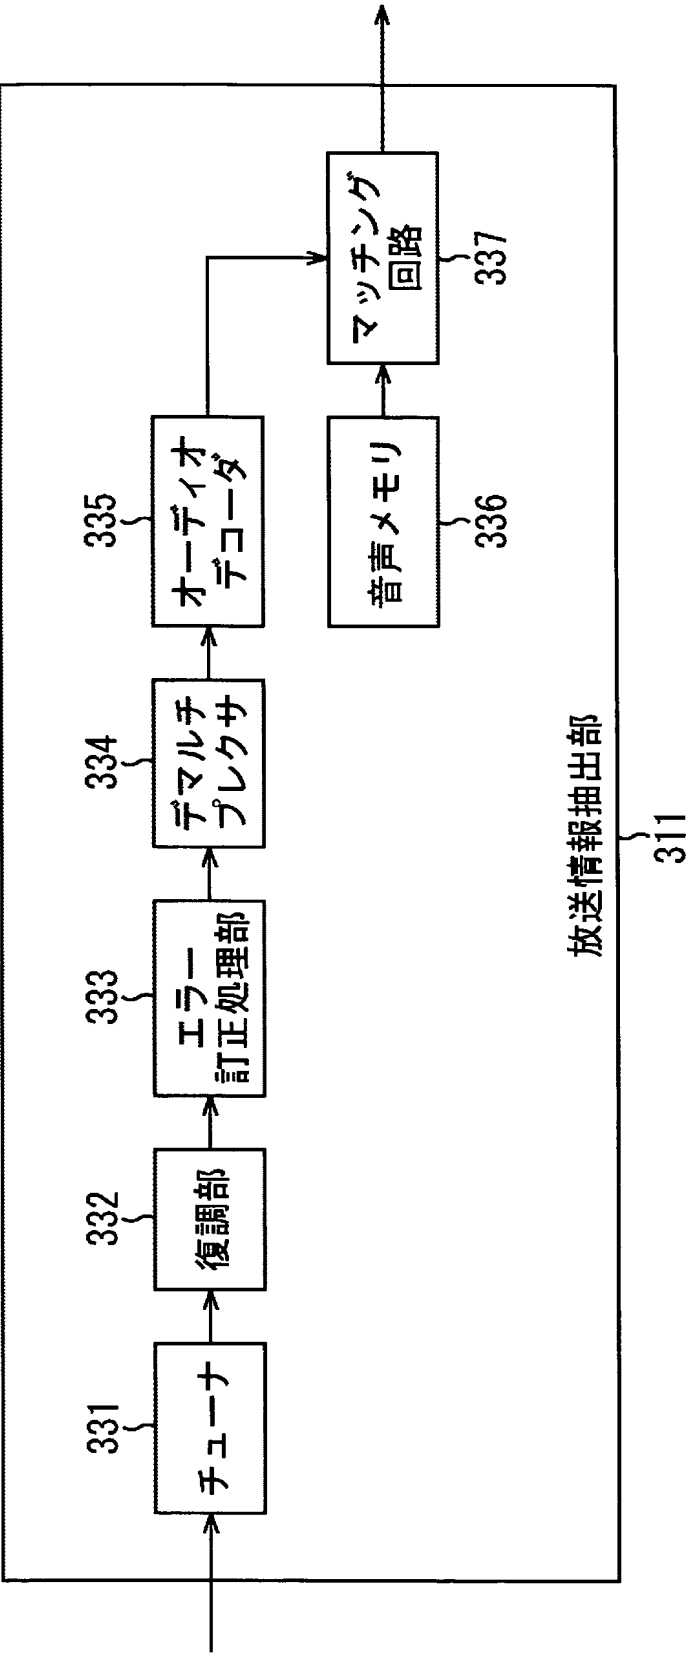 331
チューナ
332
復調部
333
エラー
訂正処理部
334
デマルチ
プレクサ
335
オーディオ
デコーダ
336
音声メモリ
337
マッチング
回路
放送情報抽出部
311